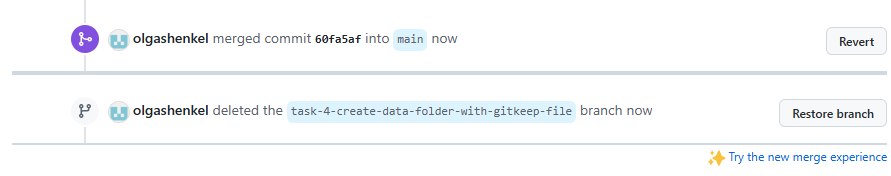 olgashenkel merged commit 60fa5af into main now
Revert
olgashenkel deleted the task-4-create-data-folder-with-gitkeep-file branch now
Restore branch
Try the new merge experience